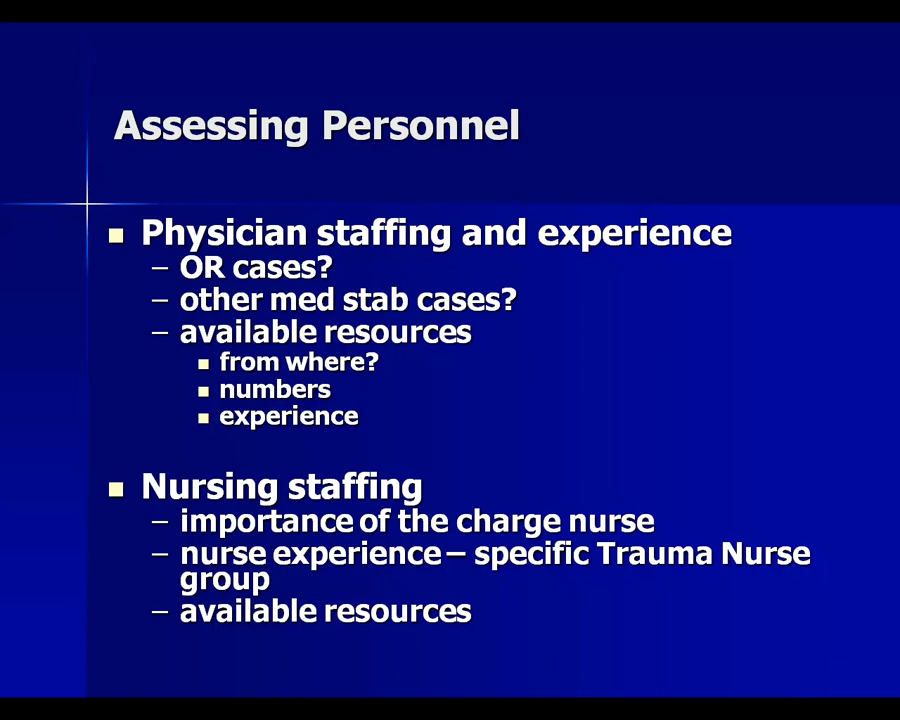 Assessing Personnel
■ Physician staffing and experience
– OR cases?
– other med stab cases?
– available resources
■ from where?
■ numbers
■ experience
■ Nursing staffing
– importance of the charge nurse
– nurse experience – specific Trauma Nurse
group
– available resources